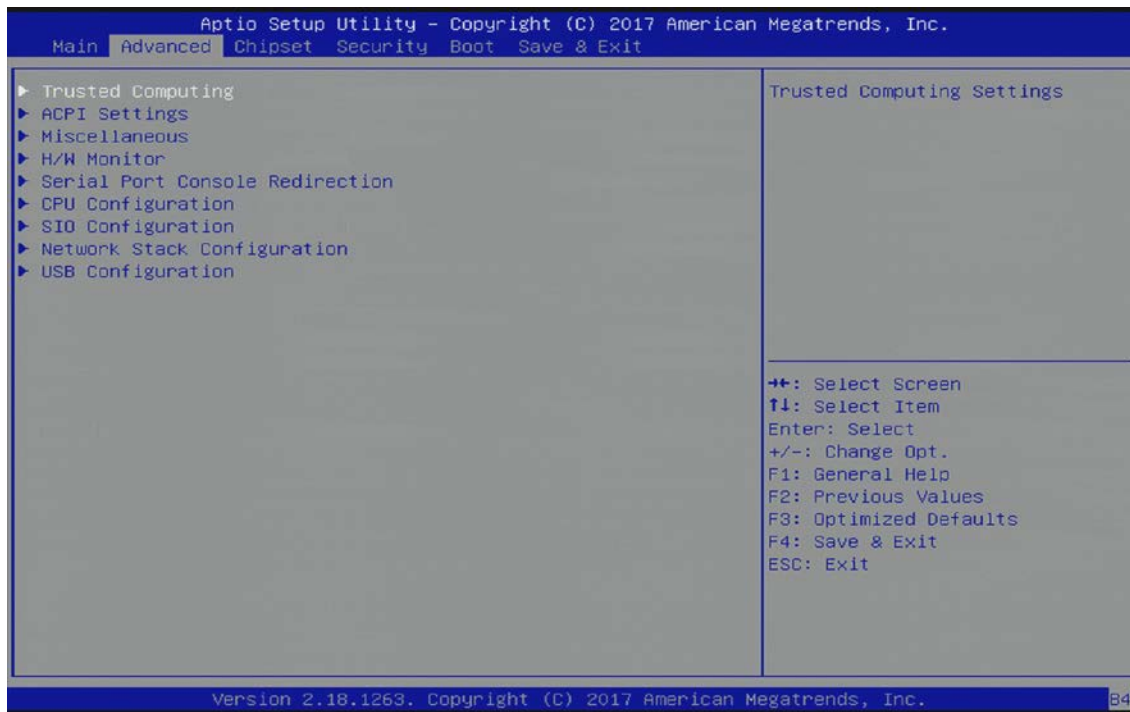 Aptio Setup Utility – Copyright (C) 2017 American Megatrends, Inc.
Main Advanced Chipset Security Boot Save & Exit
Trusted Computing
ACPI Settings
Miscellaneous
H/W Monitor
Serial Port Console Redirection
CPU Configuration
SIO Configuration
Network Stack Configuration
USB Configuration
Trusted Computing Settings
→←: Select Screen
↑↓: Select Item
Enter: Select
+/-: Change Opt.
F1: General Help
F2: Previous Values
F3: Optimized Defaults
F4: Save & Exit
ESC: Exit
Version 2.18.1263. Copyright (C) 2017 American Megatrends, Inc.
B4